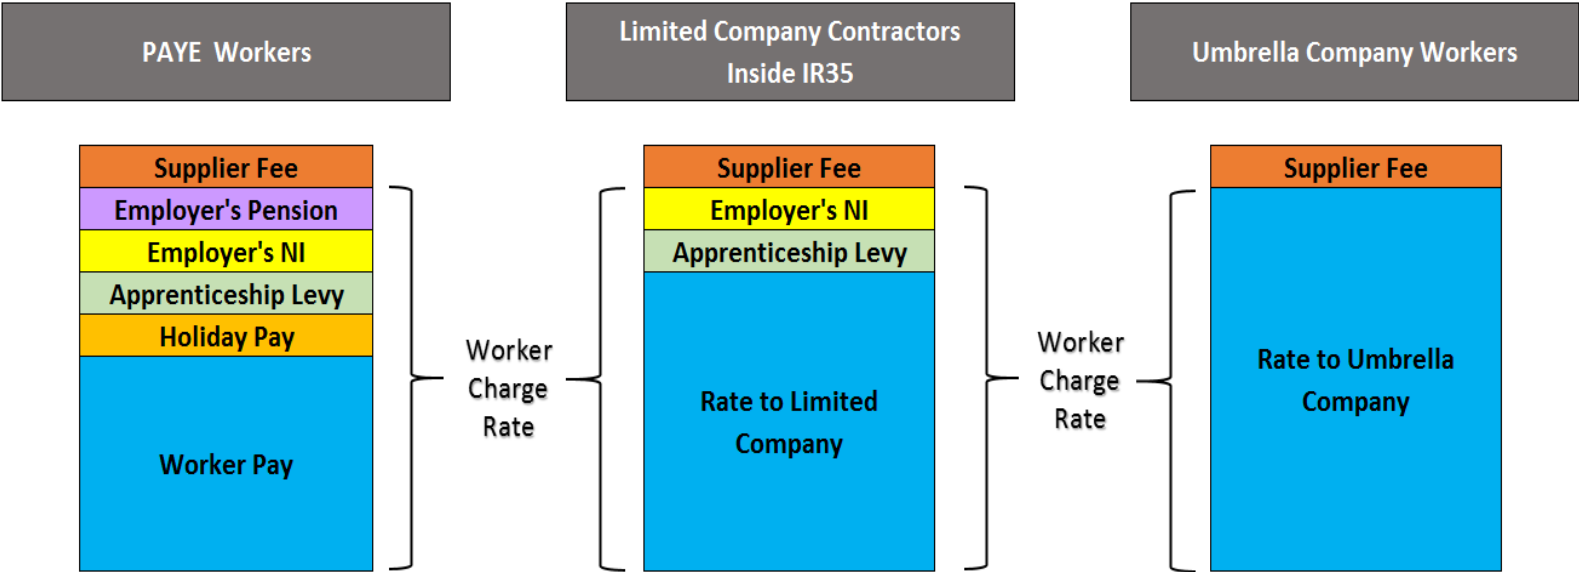 PAYE Workers
Limited Company Contractors
Inside IR35
Umbrella Company Workers
Supplier Fee
Employer's Pension
Employer's NI
Apprenticeship Levy
Holiday Pay
Worker Pay
Worker
Charge
Rate
Supplier Fee
Employer's NI
Apprenticeship Levy
Rate to Limited
Company
Worker
Charge
Rate
Supplier Fee
Rate to Umbrella
Company